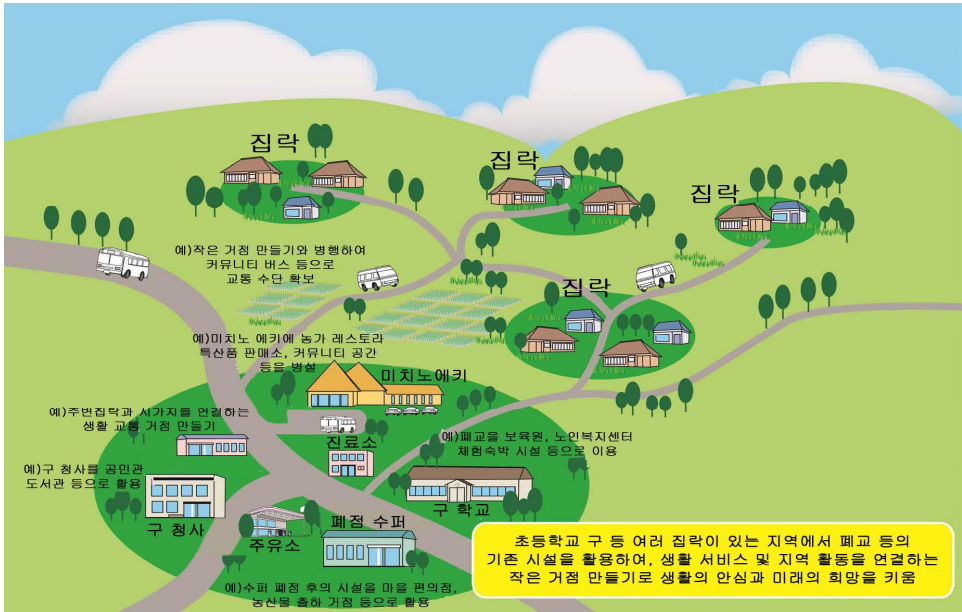 집락
집락
집락
예)작은 거점 만들기와 병행하여
커뮤니티 버스 등으로
교통 수단 확보
집락
예)미치노 에키에 농가 레스토라
특산품 판매소, 커뮤니티 공간
등을 병설
미치노에키
예)주변집락과 시가지를 연결하는
생활 교통 거점 만들기
진료소
예)폐교을 보육원, 노인복지센터
체험숙박 시설 등으로 이용
예)구 청사를 공민관
도서관 등으로 활용
구 청사
주유소
폐점 수퍼
구 학교
예)수퍼 폐점 후의 시설을 마을 편의점,
농산물 출하 거점 등으로 활용
초등학교 구 등 여러 집락이 있는 지역에서 폐교 등의
기존 시설을 활용하여, 생활 서비스 및 지역 활동을 연결하는
작은 거점 만들기로 생활의 안심과 미래의 희망을 키움